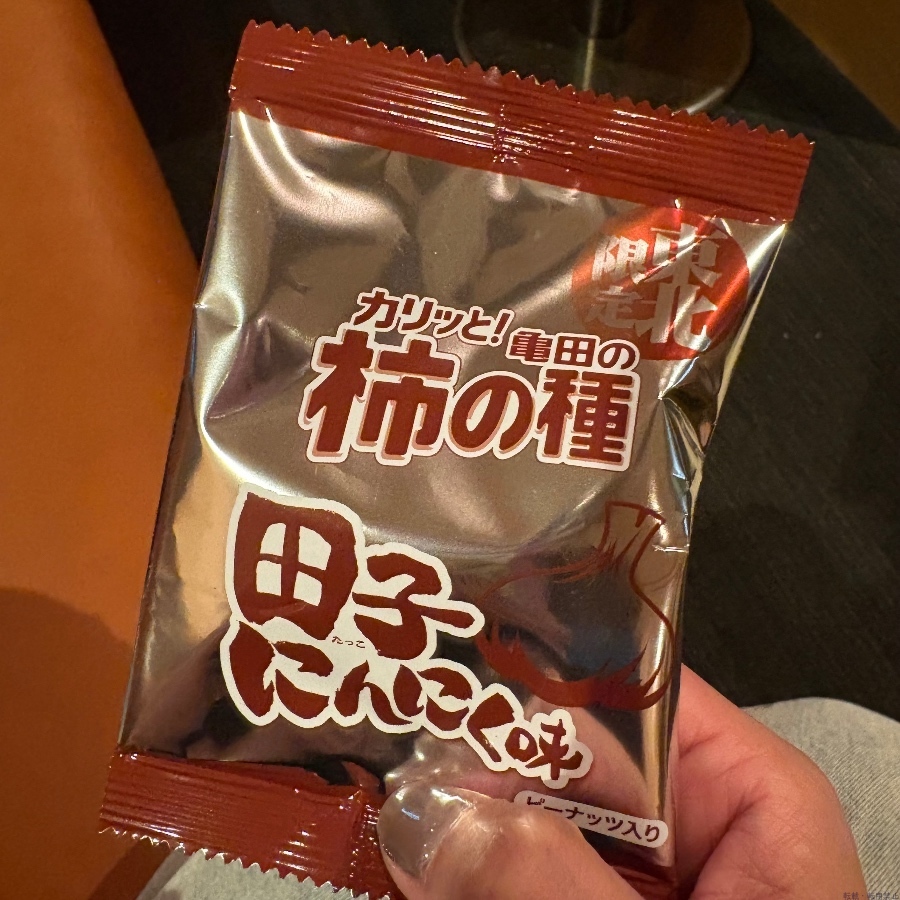 東北
限定
カリッと!
亀田の
柿の種
田子
たっこ
にんにく味
ピーナッツ入り